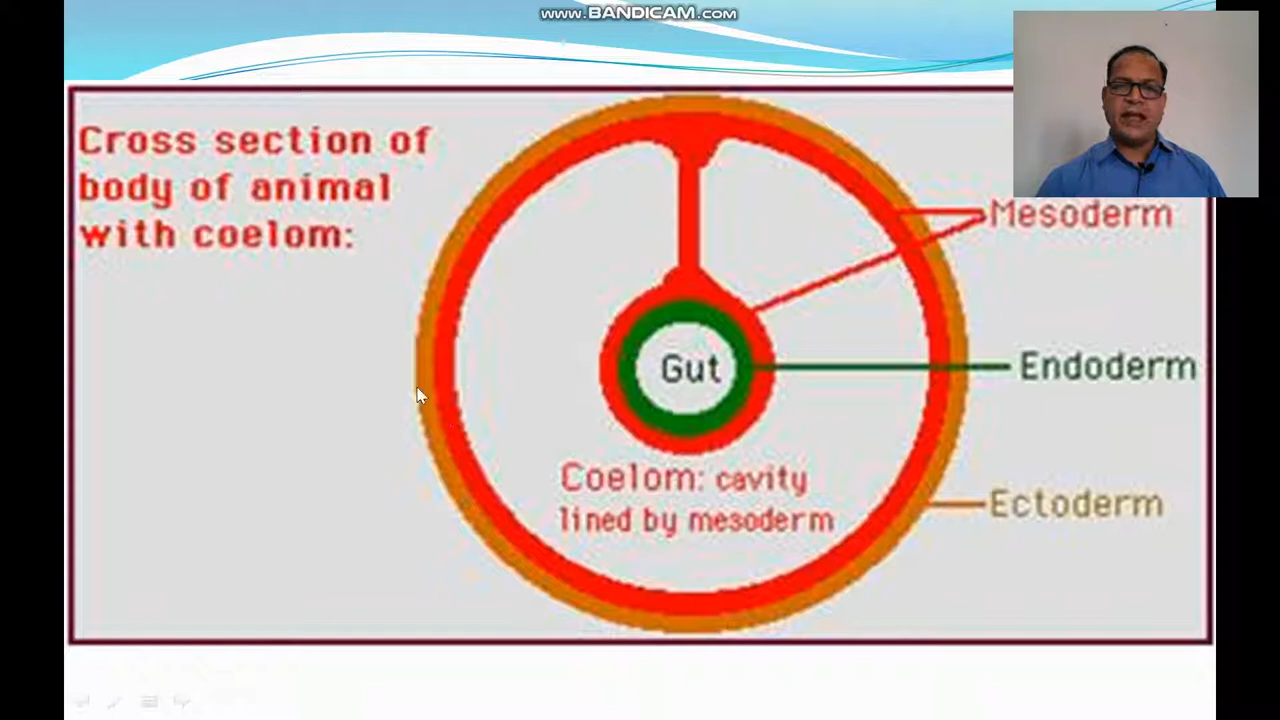 www.BANDICAM.com
Cross section of
body of animal
with coelom:
Mesoderm
Gut
Endoderm
Coelom: cavity
lined by mesoderm
Ectoderm